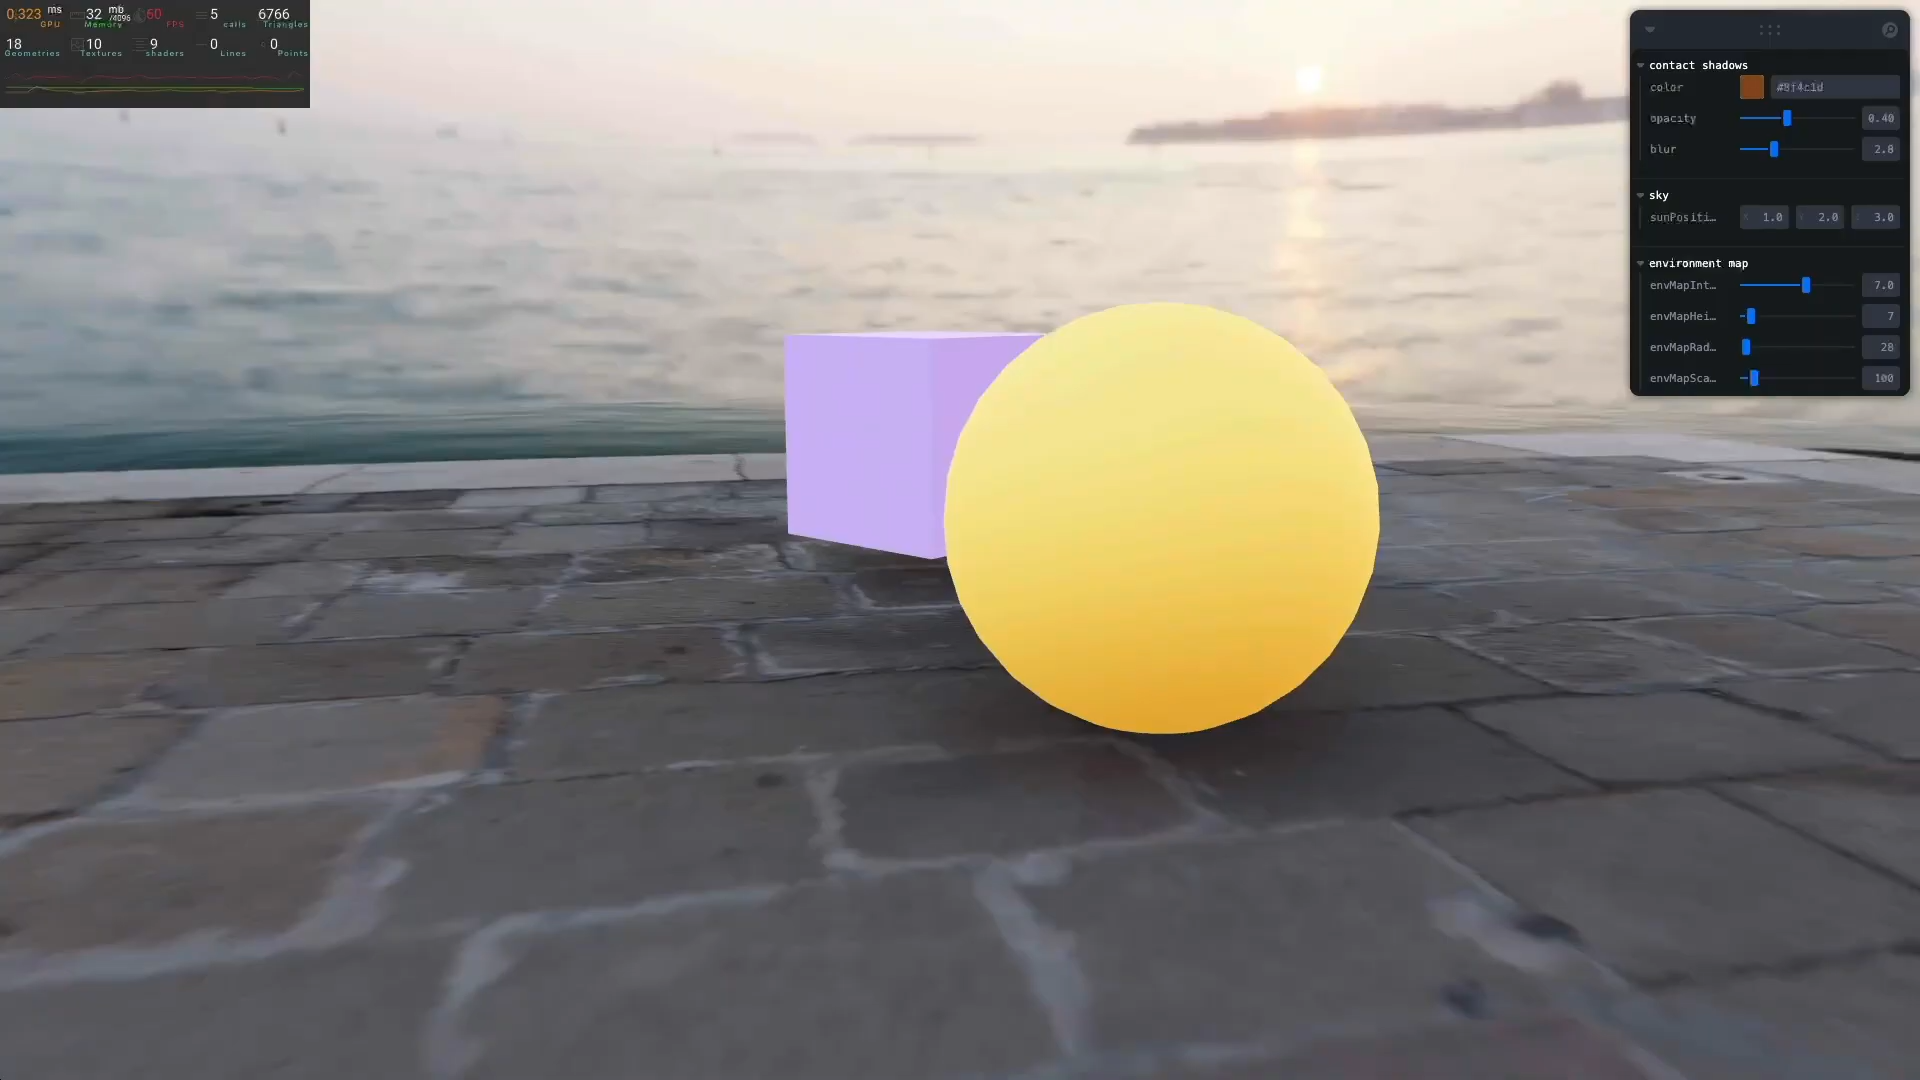 0.323 ms GPU 32 mb /4096 Memory 60 FPS 5 calls 6766 Triangles
18 Geometries 10 Textures 9 shaders 0 Lines 0 Points
contact shadows
color #8f4c1d
opacity 0.40
blur 2.8
sky
sunPositi... 1.0 2.0 3.0
environment map
envMapInt... 7.0
envMapHei... 7
envMapRad... 28
envMapSca... 100